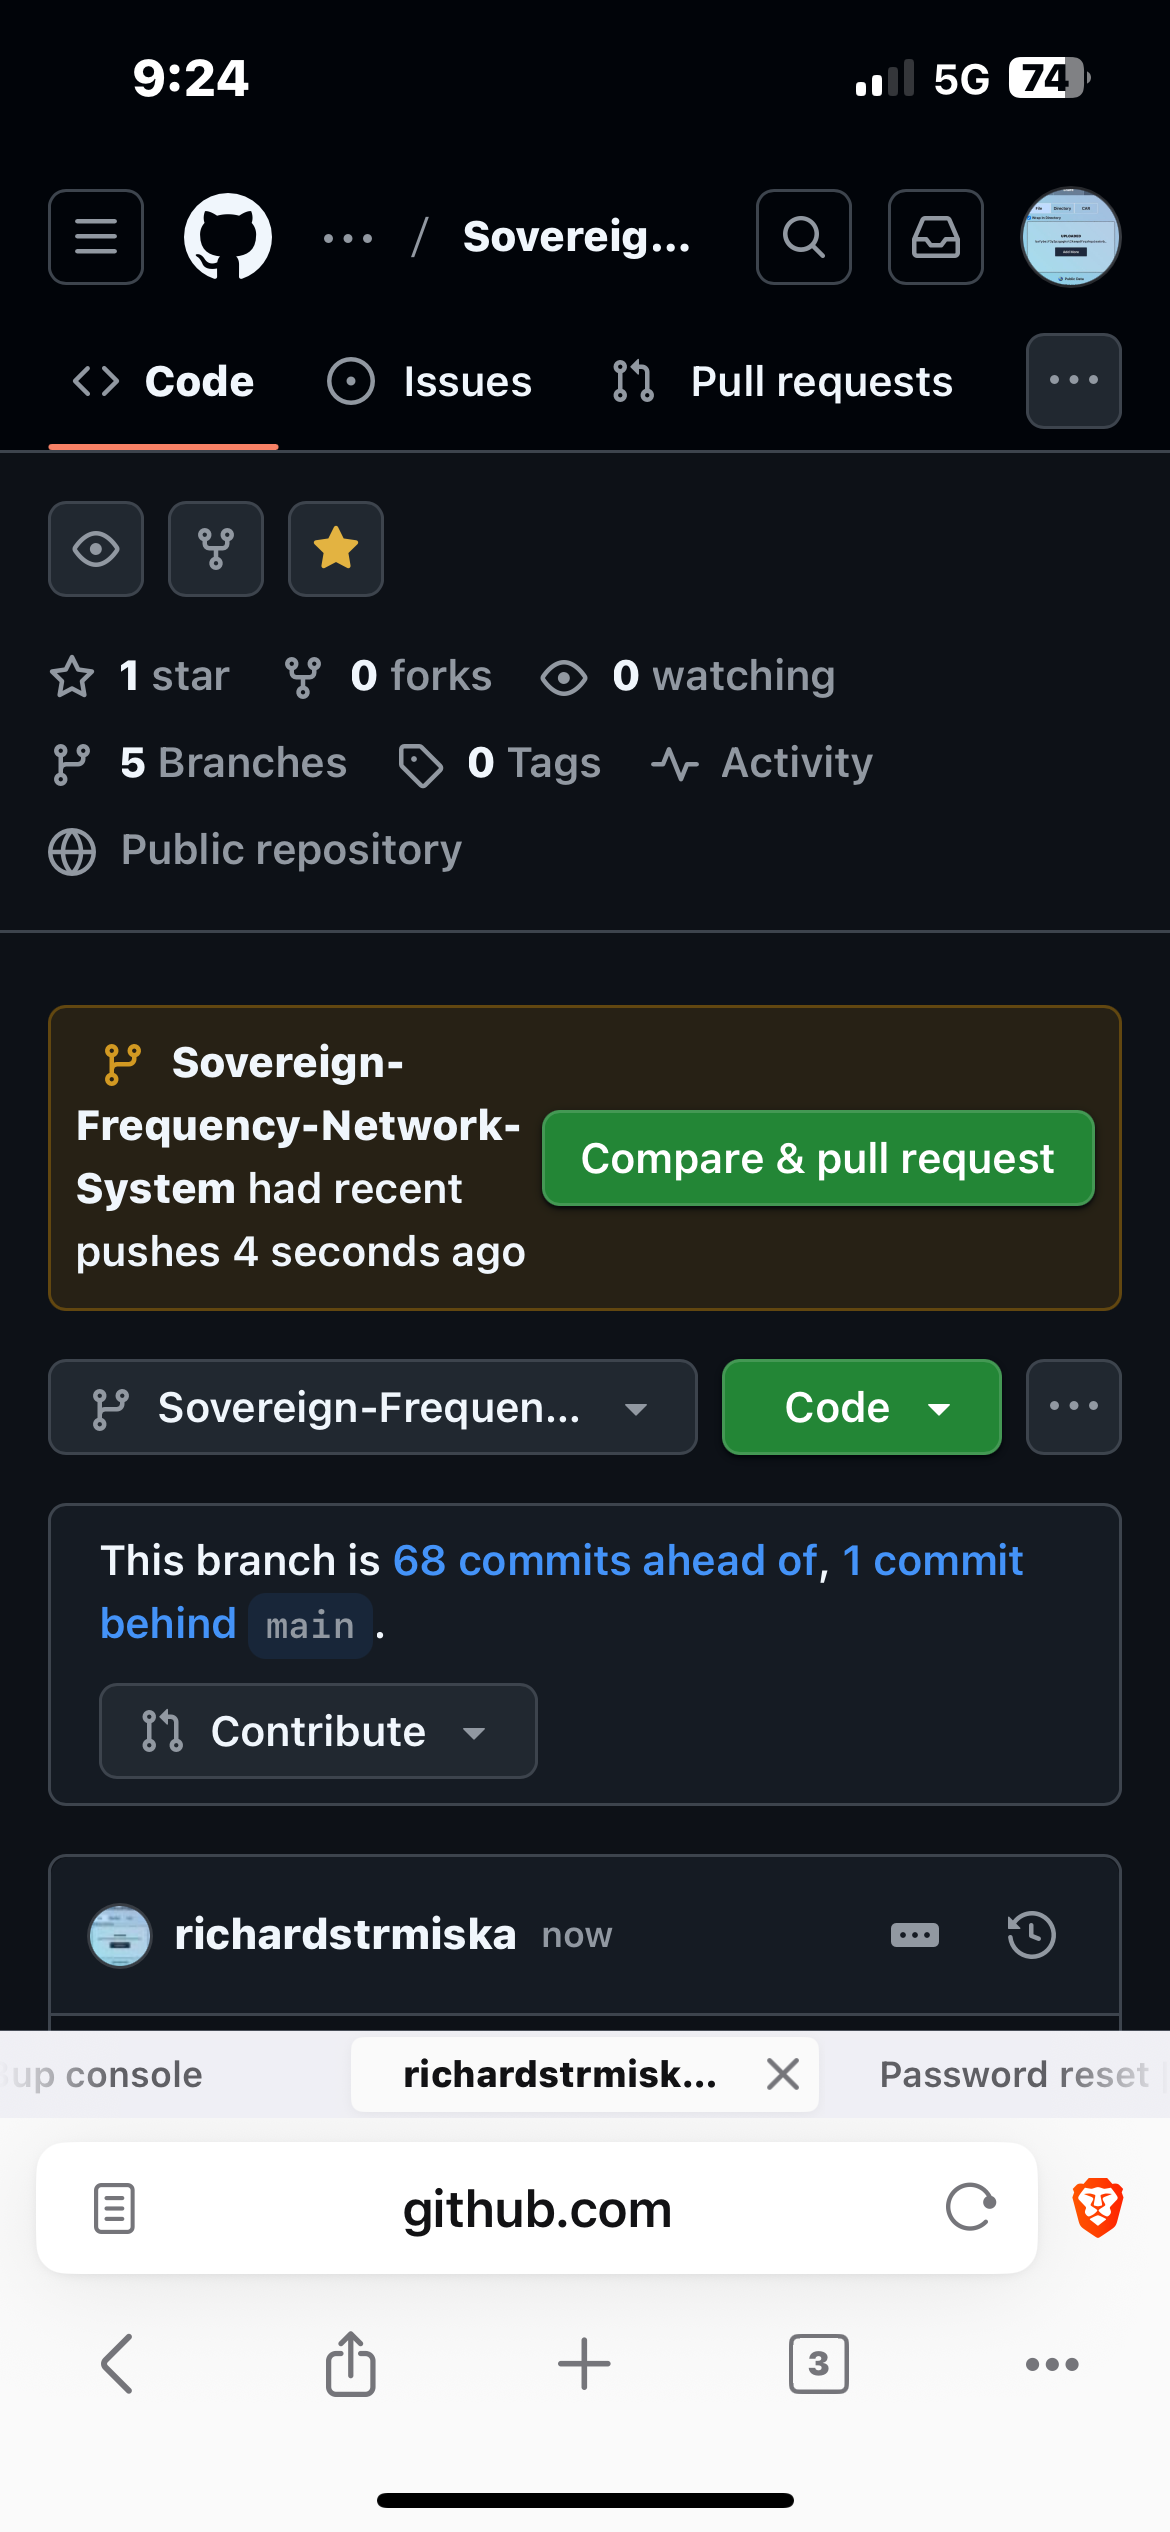 9:24
5G 74
/ Sovereig...
Code Issues Pull requests
1 star 0 forks 0 watching
5 Branches 0 Tags Activity
Public repository
Sovereign-
Frequency-Network-
System had recent
pushes 4 seconds ago
Compare & pull request
Sovereign-Frequen... Code
This branch is 68 commits ahead of, 1 commit
behind main.
Contribute
richardstrmiska now
up console richardstrmisk... Password reset
github.com
3